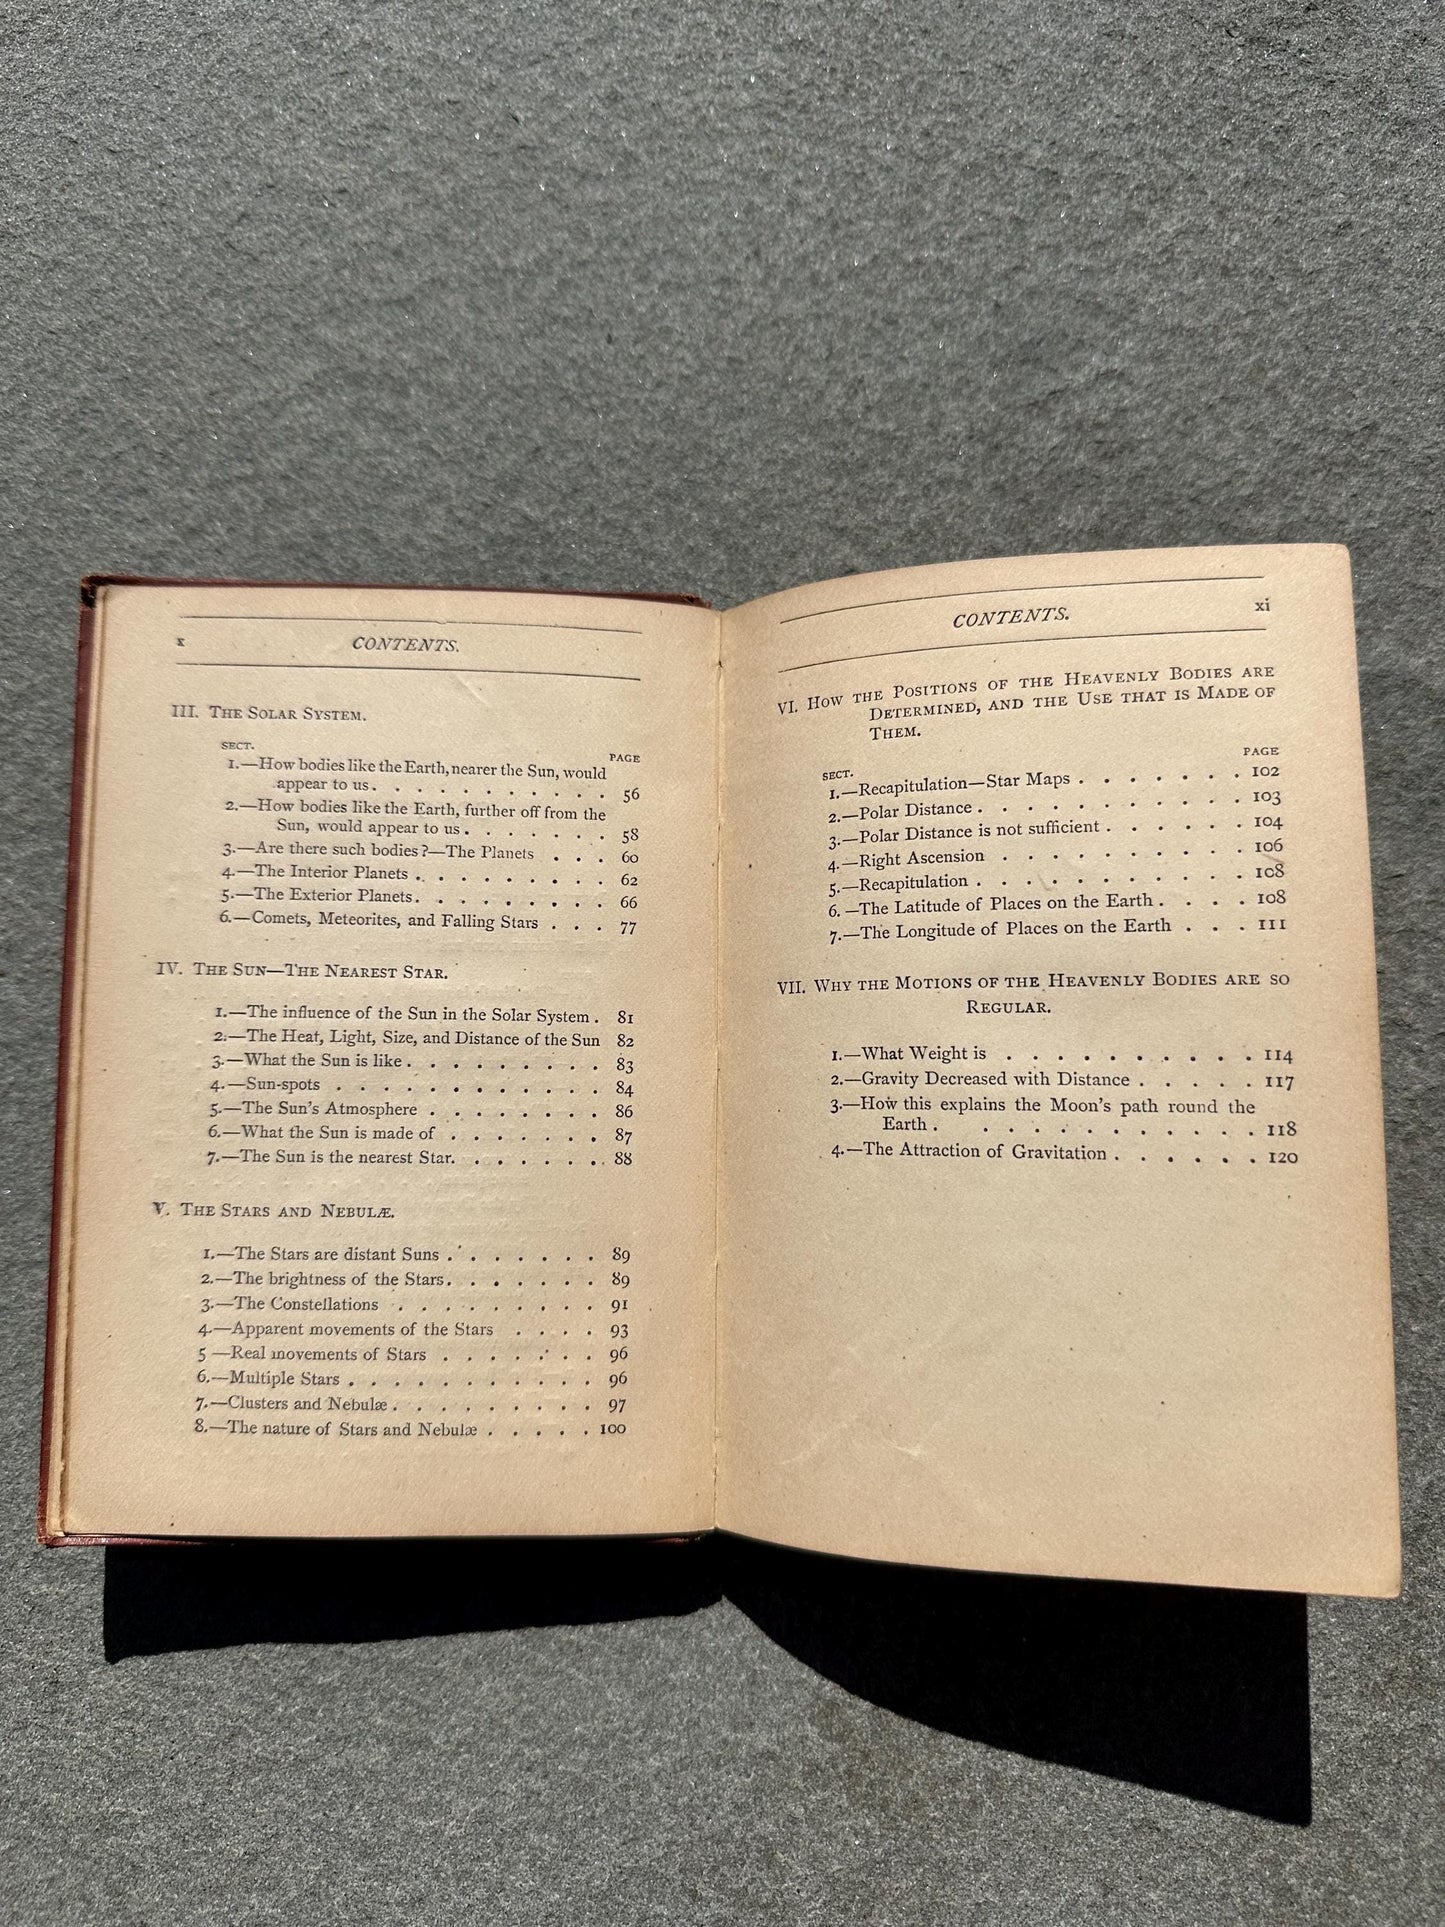 x CONTENTS.
III. THE SOLAR SYSTEM.
SECT. PAGE
1.—How bodies like the Earth, nearer the Sun, would
appear to us. . . . . . . . . . . 56
2.—How bodies like the Earth, further off from the
Sun, would appear to us . . . . . . . 58
3.—Are there such bodies?—The Planets . . . 60
4.—The Interior Planets . . . . . . . . . 62
5.—The Exterior Planets . . . . . . . . . 66
6.—Comets, Meteorites, and Falling Stars . . . 77
IV. THE SUN—THE NEAREST STAR.
1.—The influence of the Sun in the Solar System . 81
2.—The Heat, Light, Size, and Distance of the Sun 82
3.—What the Sun is like . . . . . . . . . 83
4.—Sun-spots . . . . . . . . . . . . 84
5.—The Sun's Atmosphere . . . . . . . . 86
6.—What the Sun is made of . . . . . . . 87
7.—The Sun is the nearest Star. . . . . . . 88
V. THE STARS AND NEBULÆ.
1.—The Stars are distant Suns . . . . . . . 89
2.—The brightness of the Stars . . . . . . . 89
3.—The Constellations . . . . . . . . . 91
4.—Apparent movements of the Stars . . . . 93
5—Real movements of Stars . . . . . . . 96
6.—Multiple Stars . . . . . . . . . . . 96
7.—Clusters and Nebulæ . . . . . . . . . 97
8.—The nature of Stars and Nebulæ . . . . . 100
CONTENTS. xi
VI. HOW THE POSITIONS OF THE HEAVENLY BODIES ARE
DETERMINED, AND THE USE THAT IS MADE OF
THEM.
SECT. PAGE
1.—Recapitulation—Star Maps . . . . . . . 102
2.—Polar Distance . . . . . . . . . . . 103
3.—Polar Distance is not sufficient . . . . . . 104
4.—Right Ascension . . . . . . . . . . 106
5.—Recapitulation . . . . . . . . . . . 108
6.—The Latitude of Places on the Earth . . . . 108
7.—The Longitude of Places on the Earth . . . 111
VII. WHY THE MOTIONS OF THE HEAVENLY BODIES ARE SO
REGULAR.
1.—What Weight is . . . . . . . . . . . 114
2.—Gravity Decreased with Distance . . . . . 117
3.—How this explains the Moon's path round the
Earth . . . . . . . . . . . . . 118
4.—The Attraction of Gravitation . . . . . . 120